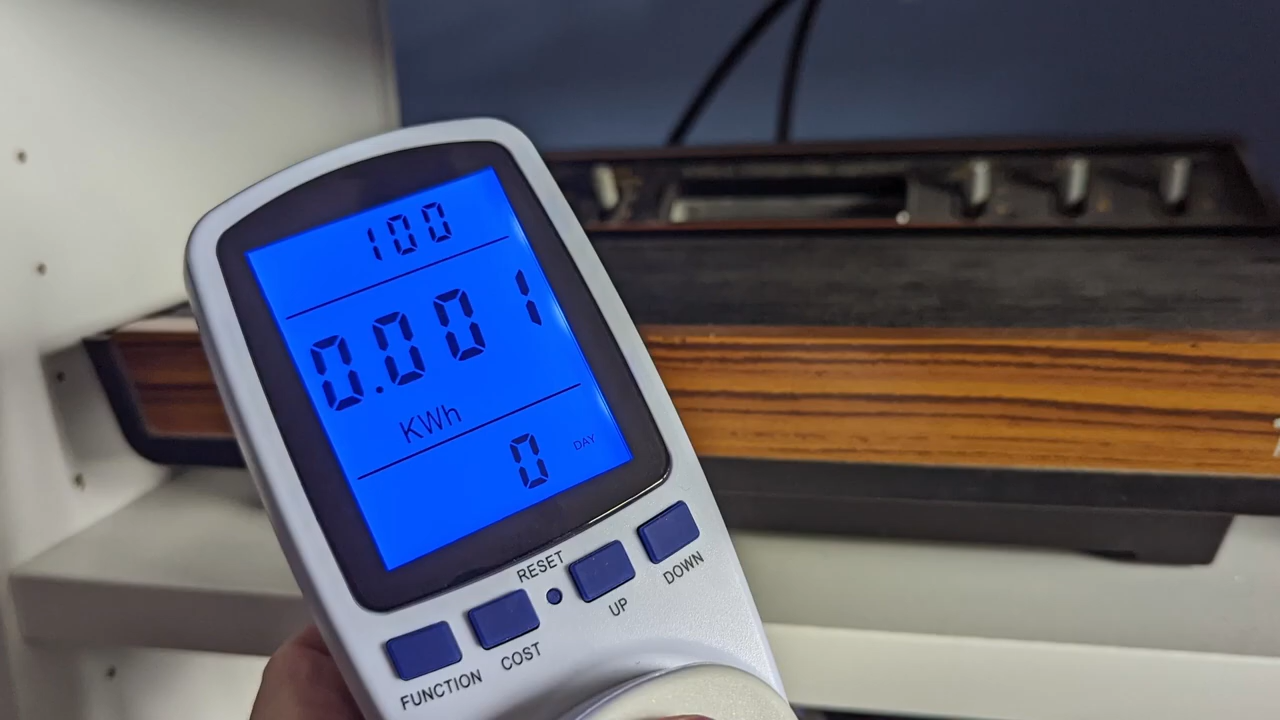 100
0.001
KWh
0 DAY
RESET
FUNCTION COST UP DOWN